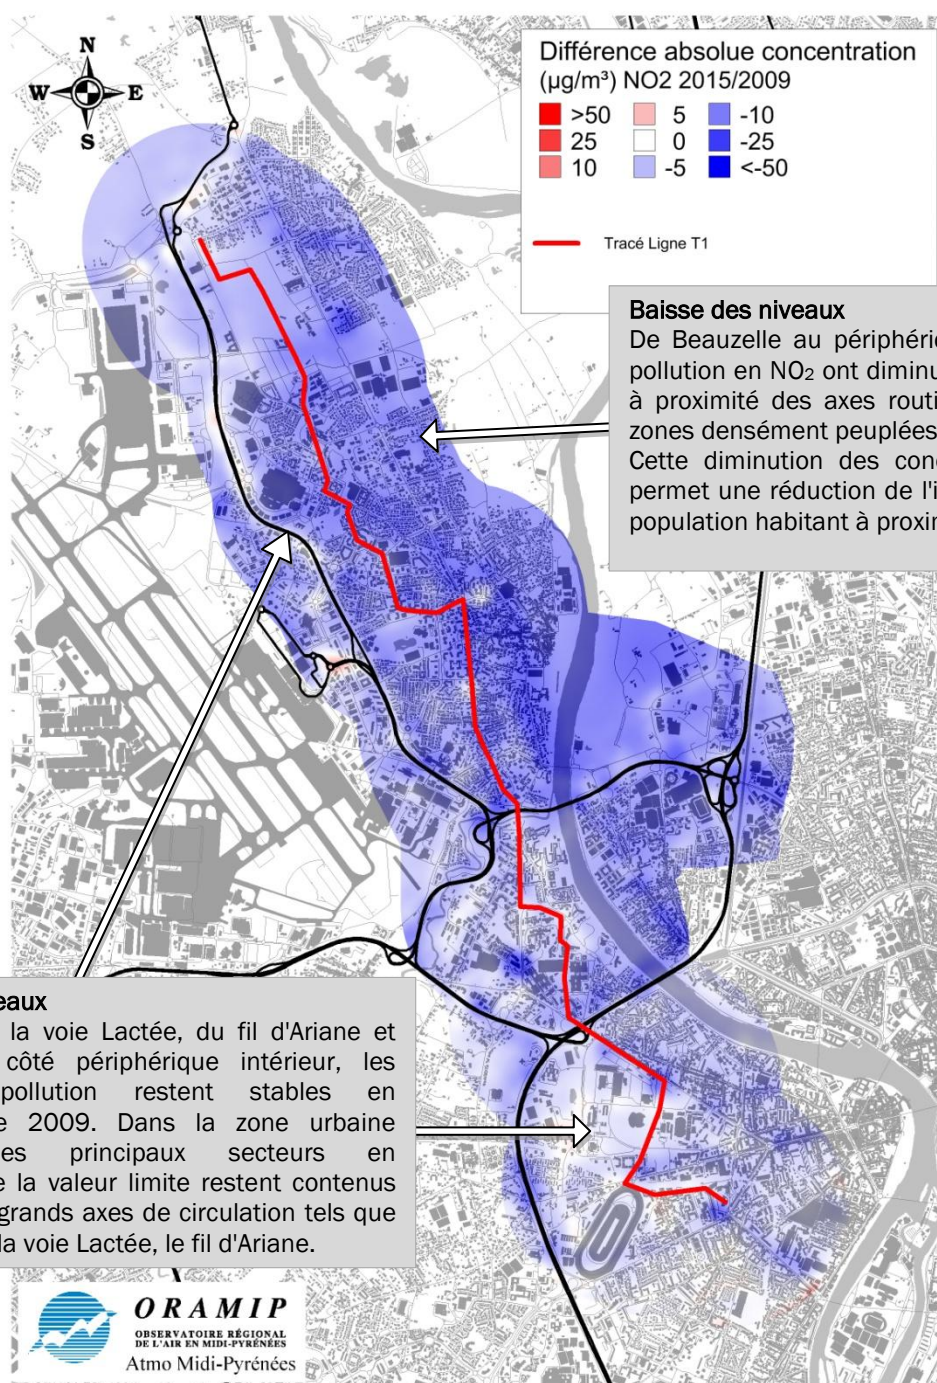 N
W E
S
Différence absolue concentration
(µg/m³) NO2 2015/2009
>50 5 -10
25 0 -25
10 -5 <-50
Tracé Ligne T1
Baisse des niveaux
De Beauzelle au périphéri
pollution en NO₂ ont diminu
à proximité des axes routi
zones densément peuplées
Cette diminution des conc
permet une réduction de l'i
population habitant à proxi
eaux
la voie Lactée, du fil d'Ariane et
côté périphérique intérieur, les
pollution restent stables en
e 2009. Dans la zone urbaine
es principaux secteurs en
e la valeur limite restent contenus
grands axes de circulation tels que
la voie Lactée, le fil d'Ariane.
ORAMIP
OBSERVATOIRE RÉGIONAL
DE L'AIR EN MIDI-PYRÉNÉES
Atmo Midi-Pyrénées